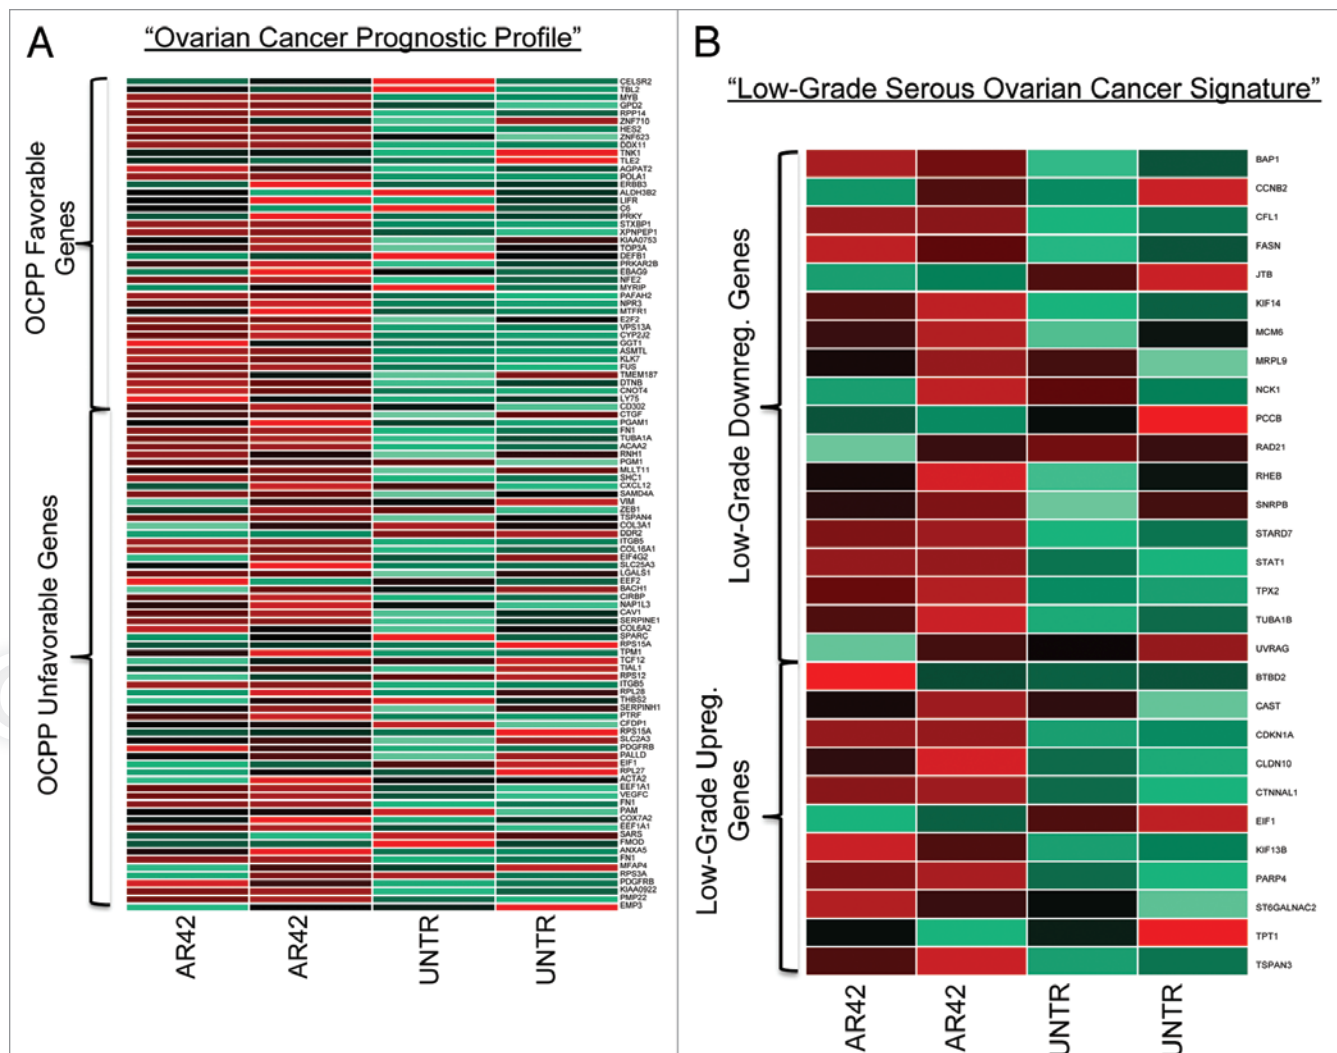 A
“Ovarian Cancer Prognostic Profile”
OCPP Favorable
Genes
OCPP Unfavorable Genes
CELSR2
TBL2
MYB
GPD2
RPP14
ZNF710
HES2
ZNF623
DDX11
TNK1
TLE2
AGPAT2
POLA1
ERBB3
ALDH3B2
LIFR
C6
PRKY
STXBP1
XPNPEP1
KIAA0753
TOP3A
DEFB1
PRKAR2B
EBAG9
NFE2
MYRIP
PAFAH2
NPR3
MTFR1
E2F2
VPS13A
CYP2J2
GGT1
ASMTL
KLK7
FUS
TMEM187
DTNB
CNOT4
LY75
CD302
CTGF
PGAM1
FN1
TUBA1A
ACAA2
RNH1
PGM1
MLLT11
SHC1
CXCL12
SAMD4A
VIM
ZEB1
TSPAN4
COL3A1
DDR2
ITGB5
COL16A1
EIF4G2
SLC25A3
LGALS1
EEF2
BACH1
CIRBP
NAP1L3
CAV1
SERPINE1
COL6A2
SPARC
RPS15A
TPM1
TCF12
TIAL1
RPS12
ITGB5
RPL28
THBS2
SERPINH1
PTRF
CFDP1
RPS15A
SLC2A3
PDGFRB
PALLD
EIF1
RPL27
ACTA2
EEF1A1
VEGFC
FN1
PAM
COX7A2
EEF1A1
SARS
FMOD
ANXA5
FN1
MFAP4
RPS3A
PDGFRB
KIAA0922
PMP22
EMP3
AR42
AR42
UNTR
UNTR
B
“Low-Grade Serous Ovarian Cancer Signature”
Low-Grade Downreg. Genes
Low-Grade Upreg.
Genes
BAP1
CCNB2
CFL1
FASN
JTB
KIF14
MCM6
MRPL9
NCK1
PCCB
RAD21
RHEB
SNRPB
STARD7
STAT1
TPX2
TUBA1B
UVRAG
BTBD2
CAST
CDKN1A
CLDN10
CTNNAL1
EIF1
KIF13B
PARP4
ST6GALNAC2
TPT1
TSPAN3
AR42
AR42
UNTR
UNTR